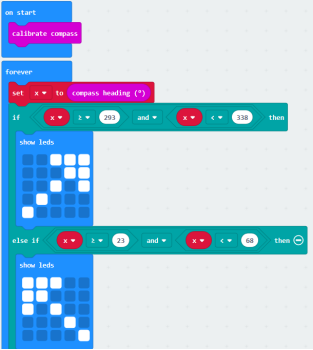 on start
calibrate compass
forever
set x to compass heading (°)
if x ≥ 293 and x < 338 then
show leds
else if x ≥ 23 and x < 68 then
show leds